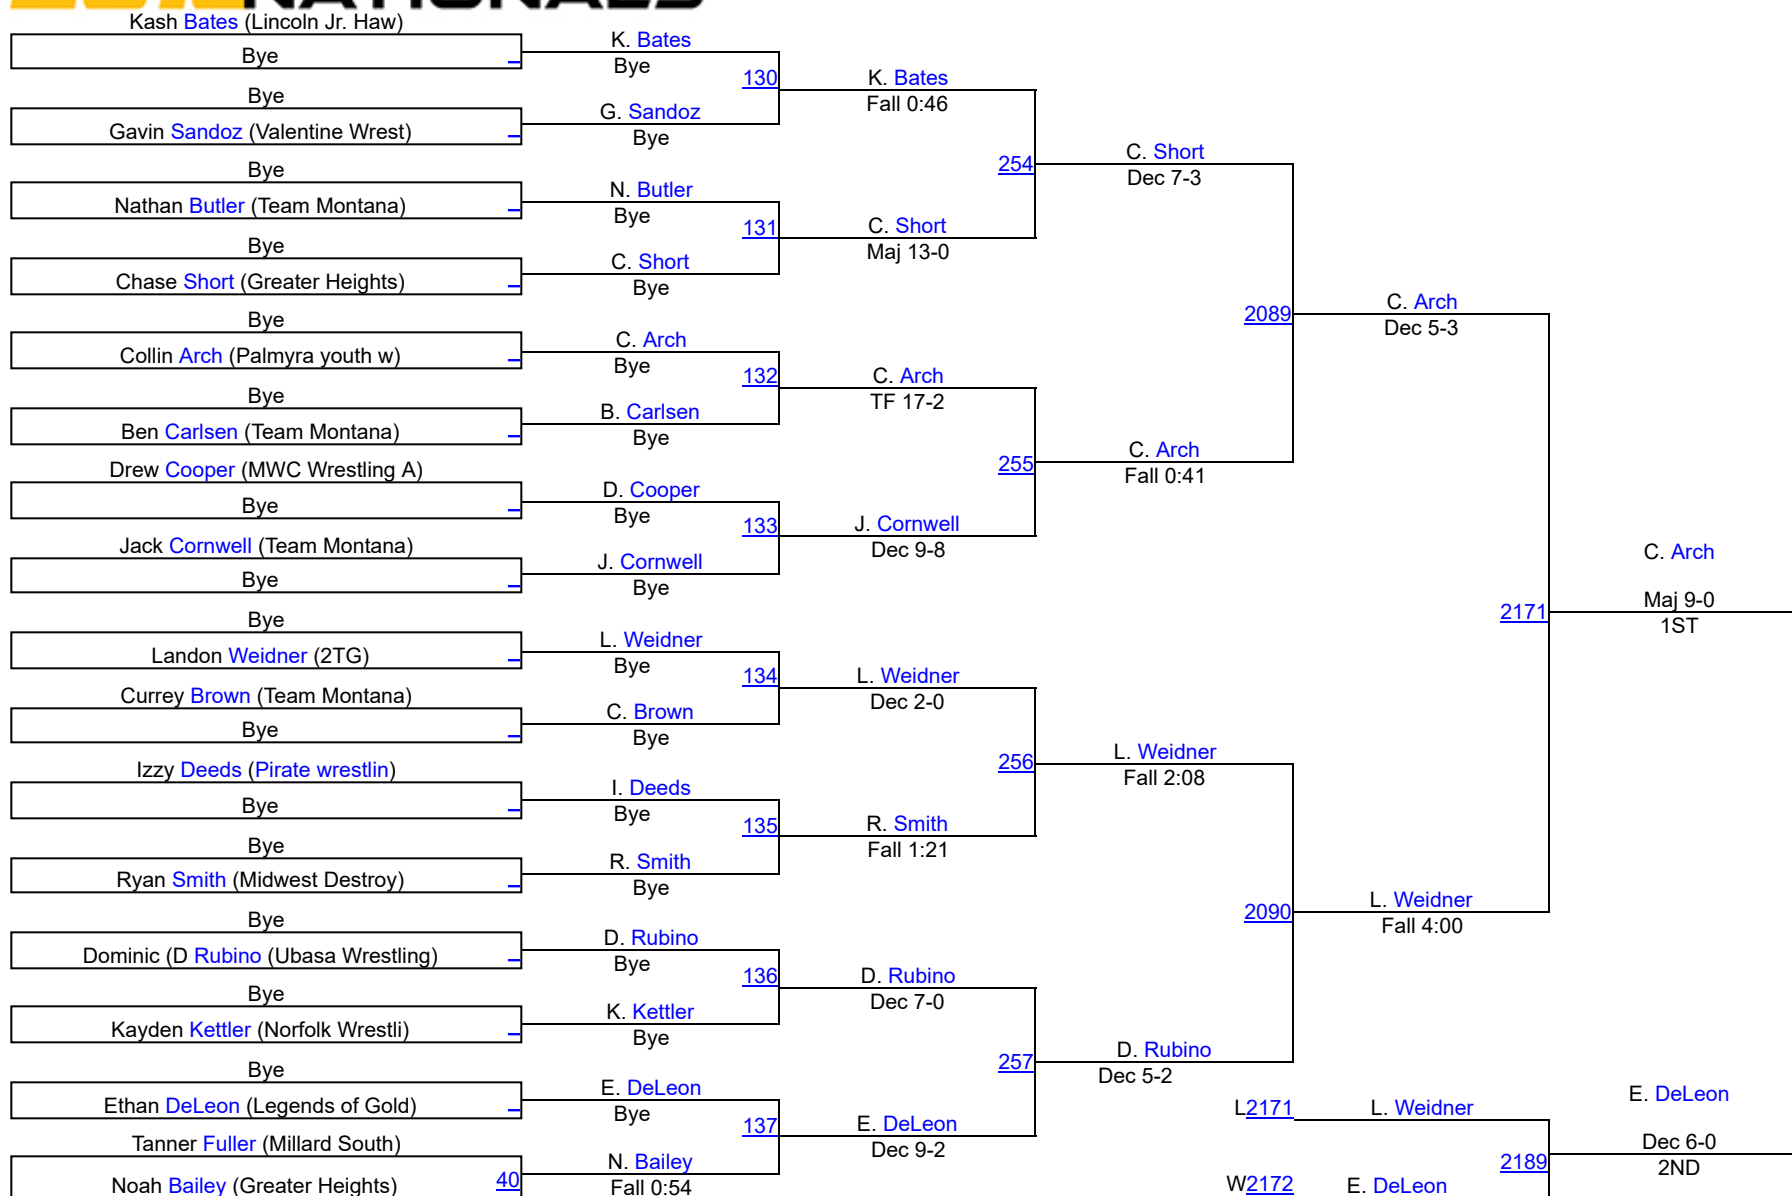 NATIONALS
Kash Bates (Lincoln Jr. Haw)
Bye
Bye
Gavin Sandoz (Valentine Wrest)
Bye
Nathan Butler (Team Montana)
Bye
Chase Short (Greater Heights)
Bye
Collin Arch (Palmyra youth w)
Bye
Ben Carlsen (Team Montana)
Drew Cooper (MWC Wrestling A)
Bye
Jack Cornwell (Team Montana)
Bye
Bye
Landon Weidner (2TG)
Currey Brown (Team Montana)
Bye
Izzy Deeds (Pirate wrestlin)
Bye
Bye
Ryan Smith (Midwest Destroy)
Bye
Dominic (D Rubino (Ubasa Wrestling)
Bye
Kayden Kettler (Norfolk Wrestli)
Bye
Ethan DeLeon (Legends of Gold)
Tanner Fuller (Millard South)
40
Noah Bailey (Greater Heights)
K. Bates
Bye
130
G. Sandoz
Bye
N. Butler
Bye
131
C. Short
Bye
C. Arch
Bye
132
B. Carlsen
Bye
D. Cooper
Bye
133
J. Cornwell
Bye
L. Weidner
Bye
134
C. Brown
Bye
I. Deeds
Bye
135
R. Smith
Bye
D. Rubino
Bye
136
K. Kettler
Bye
E. DeLeon
Bye
137
N. Bailey
Fall 0:54
K. Bates
Fall 0:46
254
C. Short
Maj 13-0
C. Arch
TF 17-2
255
J. Cornwell
Dec 9-8
L. Weidner
Dec 2-0
256
R. Smith
Fall 1:21
D. Rubino
Dec 7-0
257
E. DeLeon
Dec 9-2
C. Short
Dec 7-3
2089
C. Arch
Fall 0:41
L. Weidner
Fall 2:08
2090
D. Rubino
Dec 5-2
C. Arch
Dec 5-3
2171
L. Weidner
Fall 4:00
C. Arch
Maj 9-0
1ST
L2171
L. Weidner
2189
W2172
E. DeLeon
E. DeLeon
Dec 6-0
2ND